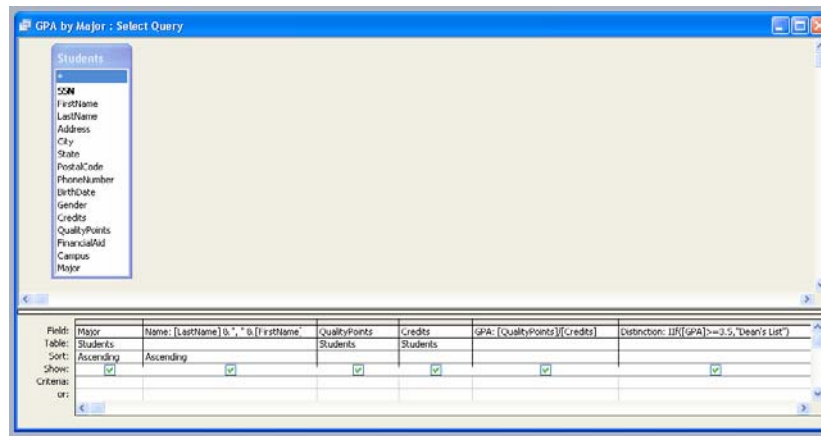 GPA by Major : Select Query
Students
*
SSN
FirstName
LastName
Address
City
State
PostalCode
PhoneNumber
BirthDate
Gender
Credits
QualityPoints
FinancialAid
Campus
Major
Field: Major Name: [LastName] & ", " & [FirstName] QualityPoints Credits GPA: [QualityPoints]/[Credits] Distinction: IIf([GPA]>=3.5,"Dean's List")
Table: Students Students Students
Sort: Ascending Ascending
Show:
Criteria:
or: